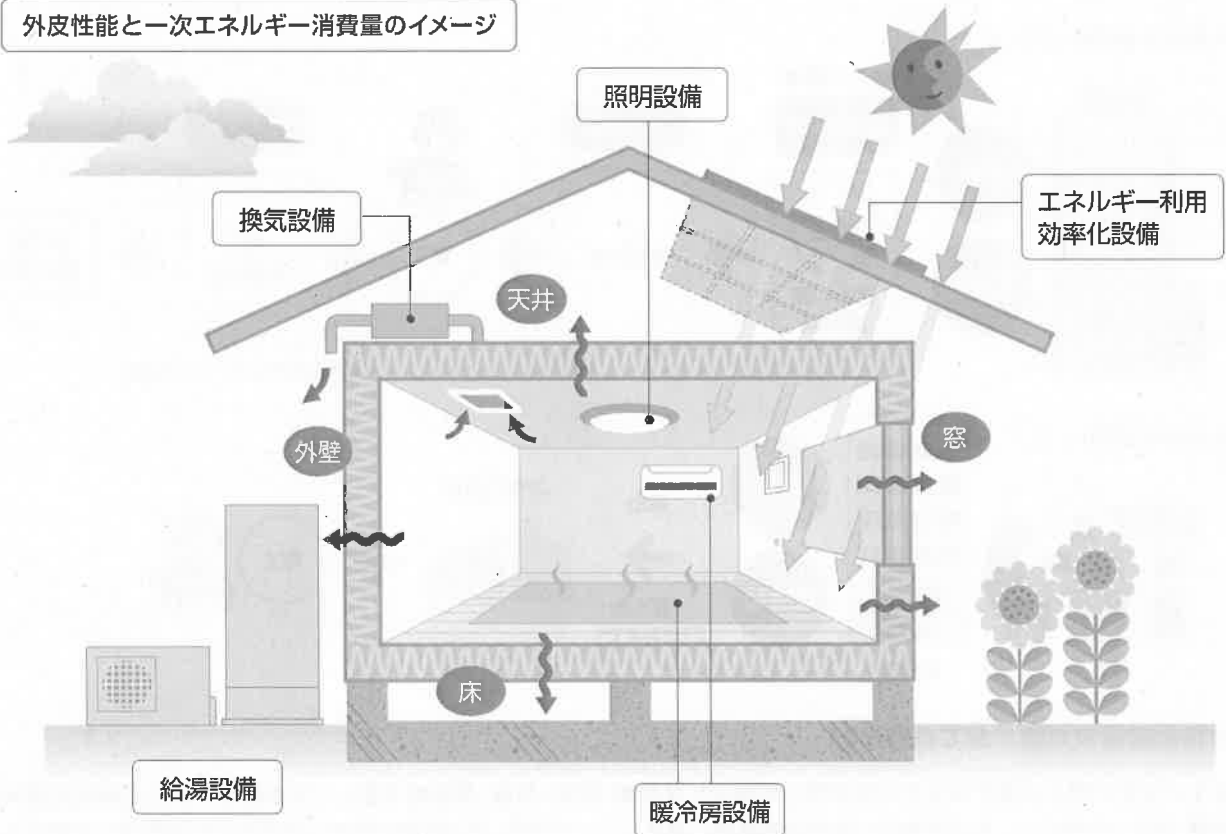 外皮性能と一次エネルギー消費量のイメージ
照明設備
換気設備
エネルギー利用
効率化設備
天井
外壁
窓
床
給湯設備
暖冷房設備